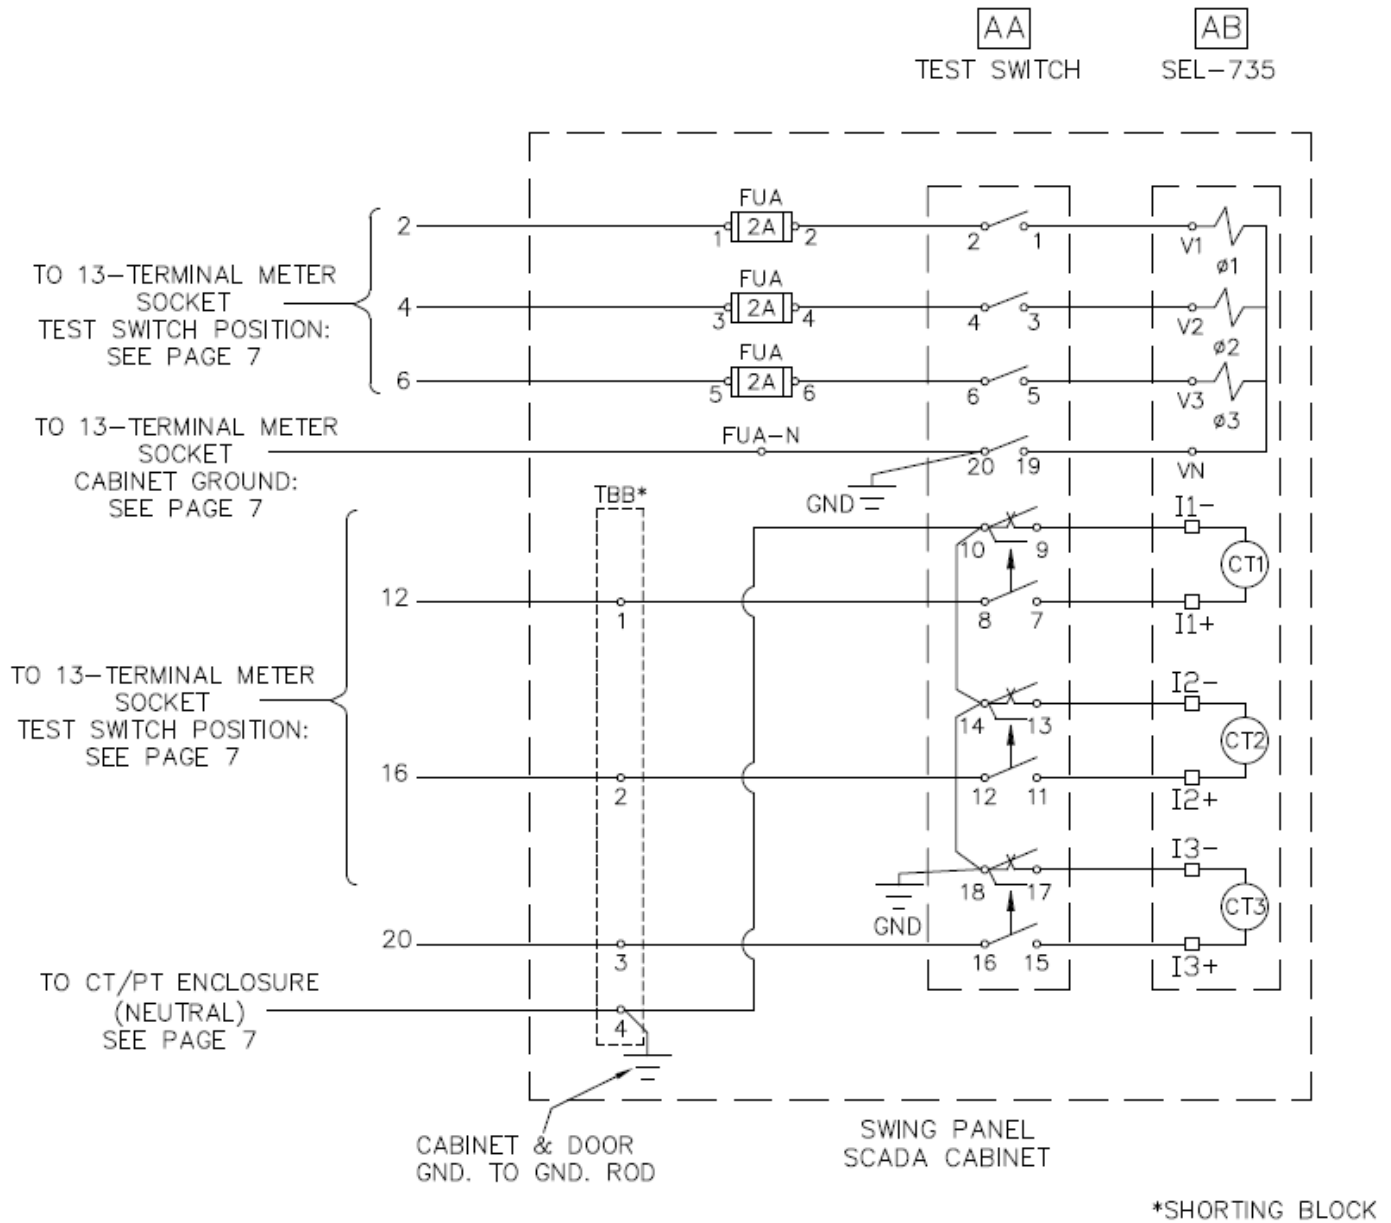 AA
AB
TEST SWITCH
SEL-735
FUA
2
1
2A
2
2
1
V1
ø1
TO 13-TERMINAL METER
SOCKET
TEST SWITCH POSITION:
SEE PAGE 7
FUA
4
3
2A
4
4
3
V2
ø2
FUA
6
5
2A
6
6
5
V3
ø3
TO 13-TERMINAL METER
SOCKET
CABINET GROUND:
SEE PAGE 7
FUA-N
20
19
VN
GND
TBB*
I1-
10
9
CT1
12
1
8
7
I1+
TO 13-TERMINAL METER
SOCKET
TEST SWITCH POSITION:
SEE PAGE 7
I2-
14
13
CT2
16
2
12
11
I2+
I3-
18
17
GND
CT3
20
3
16
15
I3+
TO CT/PT ENCLOSURE
(NEUTRAL)
SEE PAGE 7
4
CABINET & DOOR
GND. TO GND. ROD
SWING PANEL
SCADA CABINET
*SHORTING BLOCK